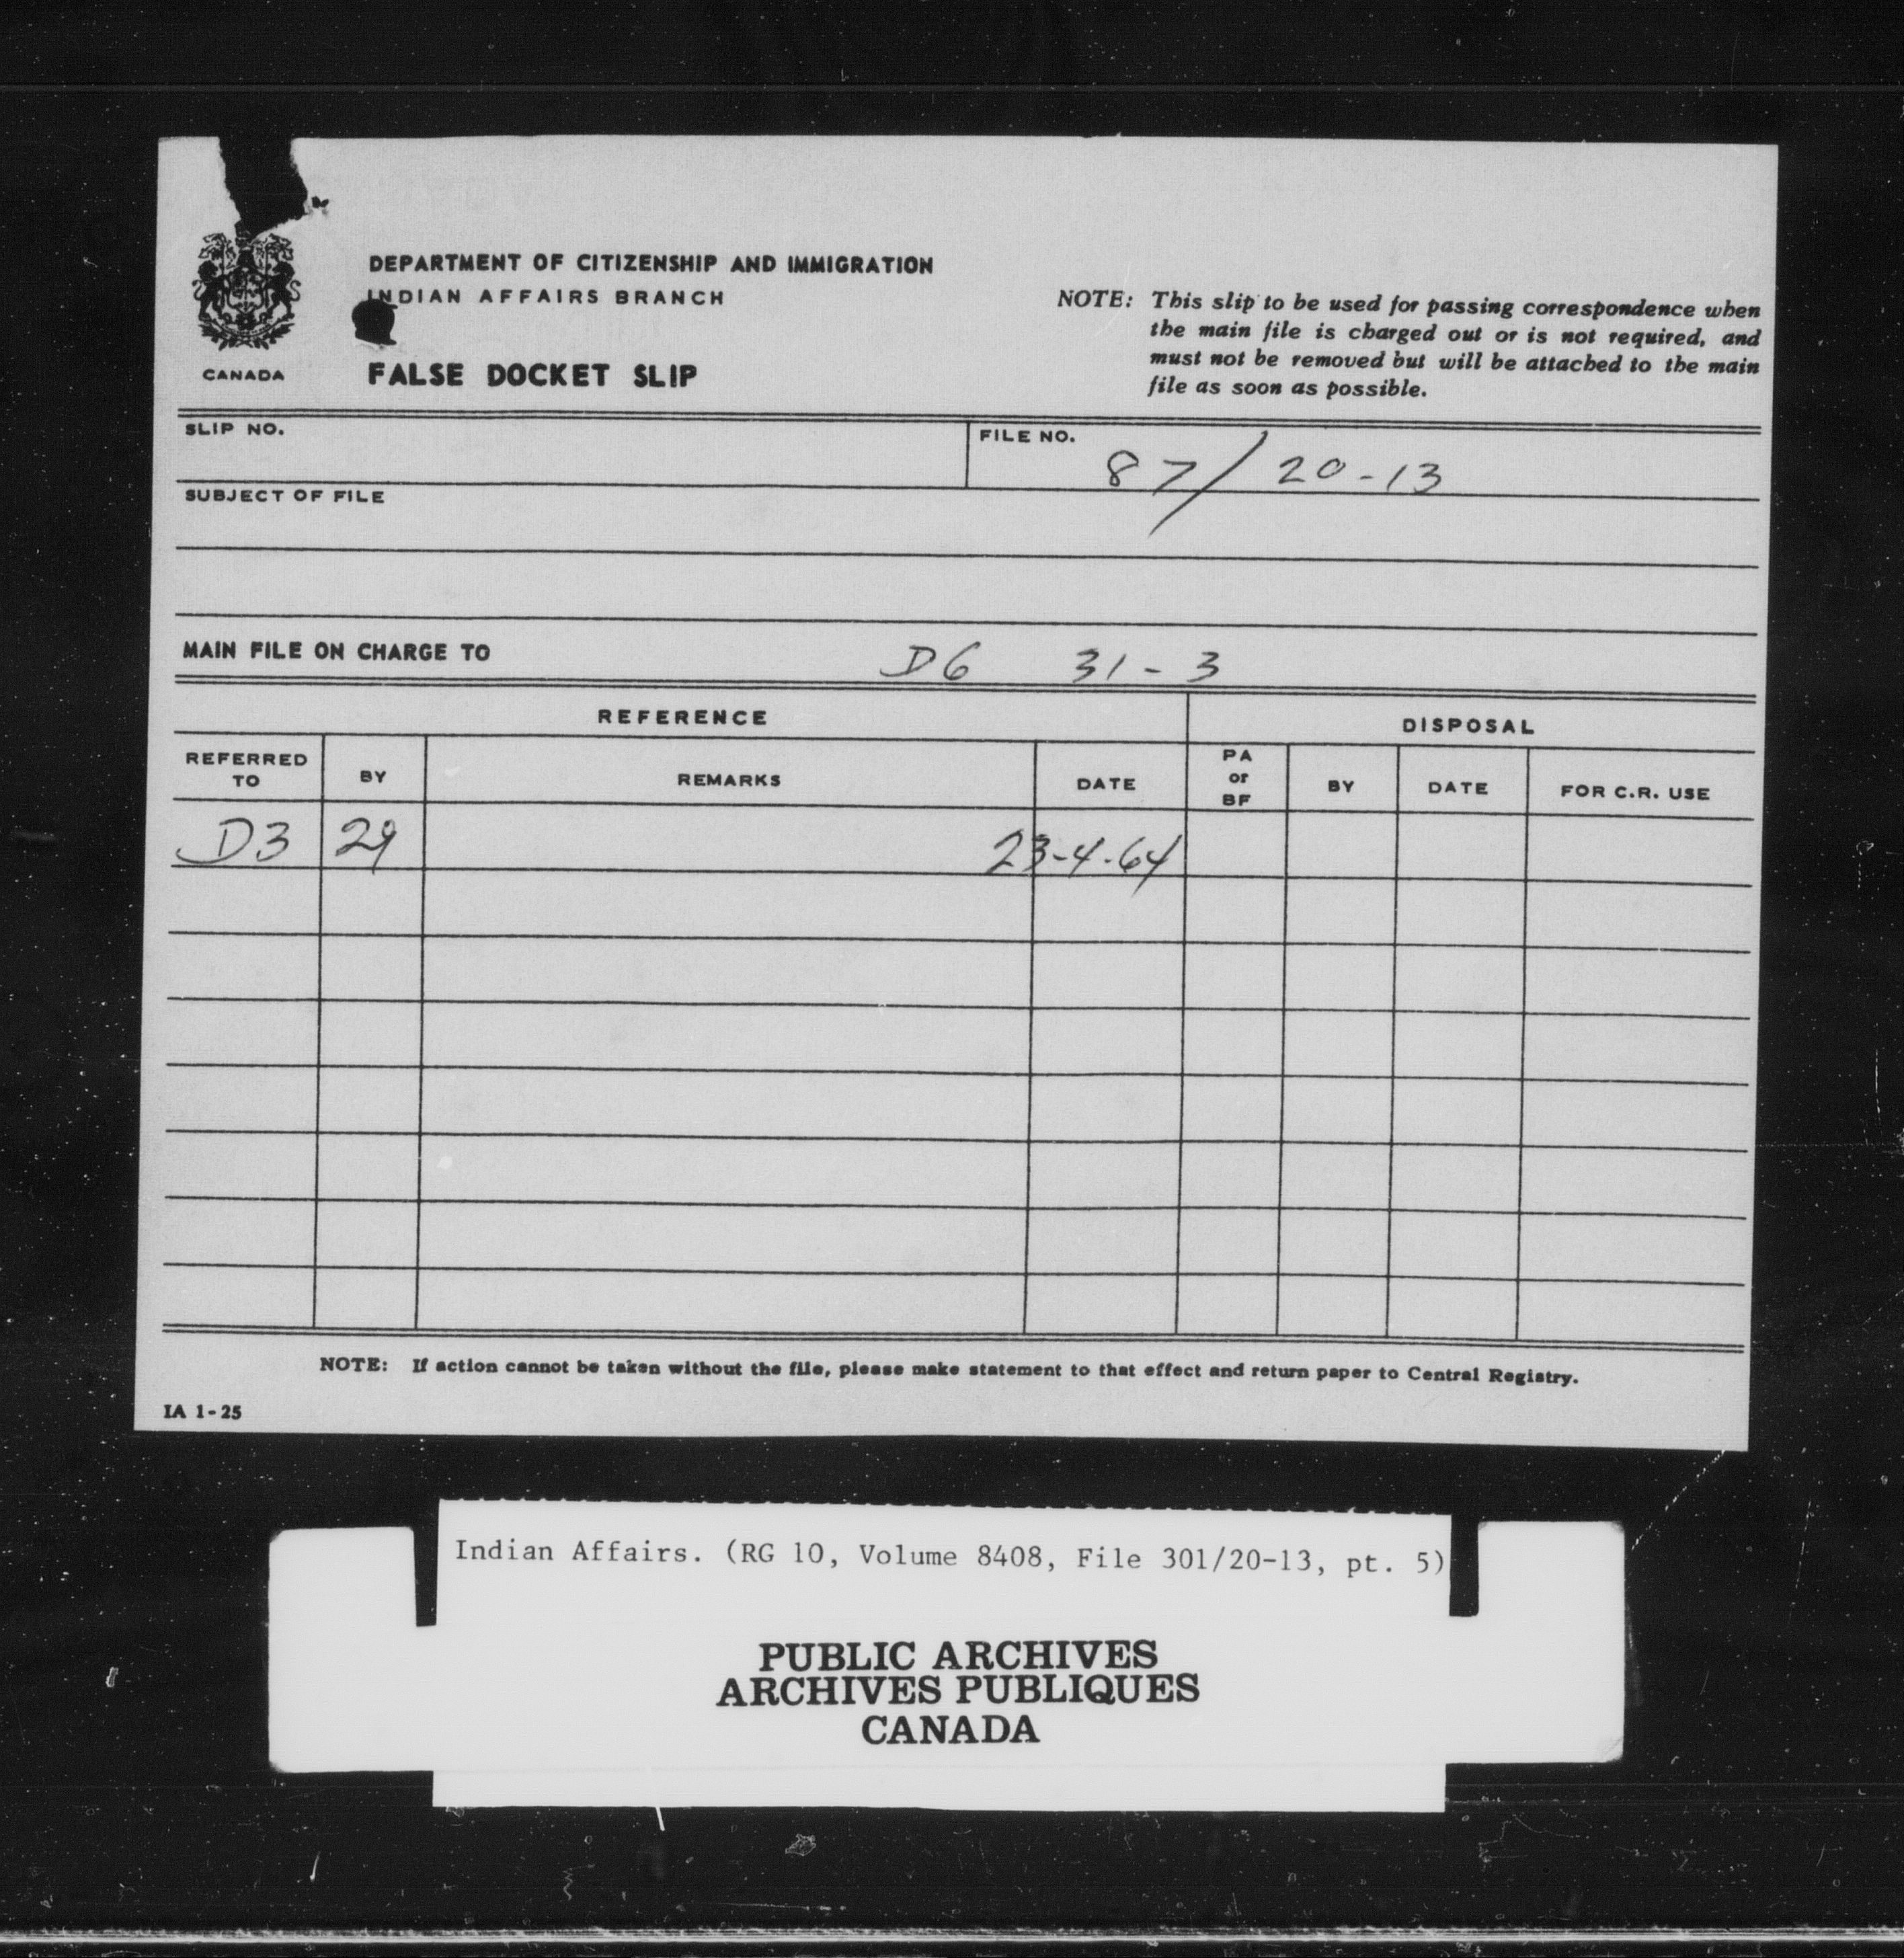 DEPARTMENT OF CITIZENSHIP AND IMMIGRATION
INDIAN AFFAIRS BRANCH
CANADA
FALSE DOCKET SLIP
NOTE: This slip to be used for passing correspondence when
the main file is charged out or is not required, and
must not be removed but will be attached to the main
file as soon as possible.
SLIP NO.
FILE NO. 87/20-13
SUBJECT OF FILE
MAIN FILE ON CHARGE TO D6 31-3
REFERENCE DISPOSAL
REFERRED TO BY REMARKS DATE PA or BF BY DATE FOR C.R. USE
D3 29 23-4-64
NOTE: If action cannot be taken without the file, please make statement to that effect and return paper to Central Registry.
IA 1-25
Indian Affairs. (RG 10, Volume 8408, File 301/20-13, pt. 5)
PUBLIC ARCHIVES
ARCHIVES PUBLIQUES
CANADA